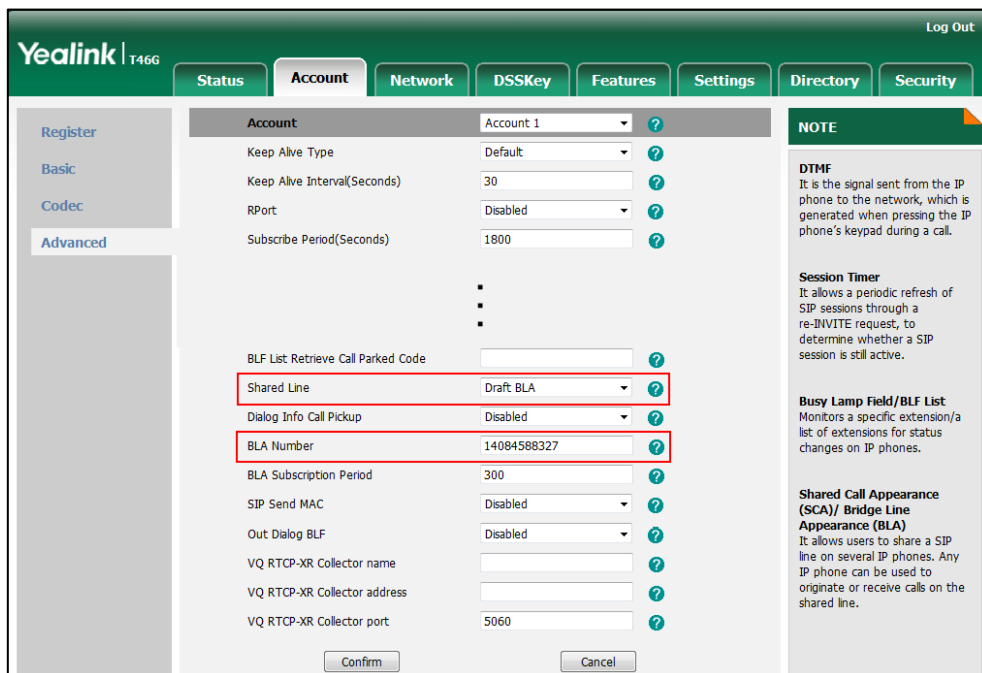 Log Out
Yealink | T46G
Status Account Network DSSKey Features Settings Directory Security
Register
Basic
Codec
Advanced
Account Account 1 ?
Keep Alive Type Default ?
Keep Alive Interval(Seconds) 30 ?
RPort Disabled ?
Subscribe Period(Seconds) 1800 ?
BLF List Retrieve Call Parked Code ?
Shared Line Draft BLA ?
Dialog Info Call Pickup Disabled ?
BLA Number 14084588327 ?
BLA Subscription Period 300 ?
SIP Send MAC Disabled ?
Out Dialog BLF Disabled ?
VQ RTCP-XR Collector name ?
VQ RTCP-XR Collector address ?
VQ RTCP-XR Collector port 5060 ?
Confirm Cancel
NOTE
DTMF
It is the signal sent from the IP
phone to the network, which is
generated when pressing the IP
phone's keypad during a call.
Session Timer
It allows a periodic refresh of
SIP sessions through a
re-INVITE request, to
determine whether a SIP
session is still active.
Busy Lamp Field/BLF List
Monitors a specific extension/a
list of extensions for status
changes on IP phones.
Shared Call Appearance
(SCA)/ Bridge Line
Appearance (BLA)
It allows users to share a SIP
line on several IP phones. Any
IP phone can be used to
originate or receive calls on the
shared line.